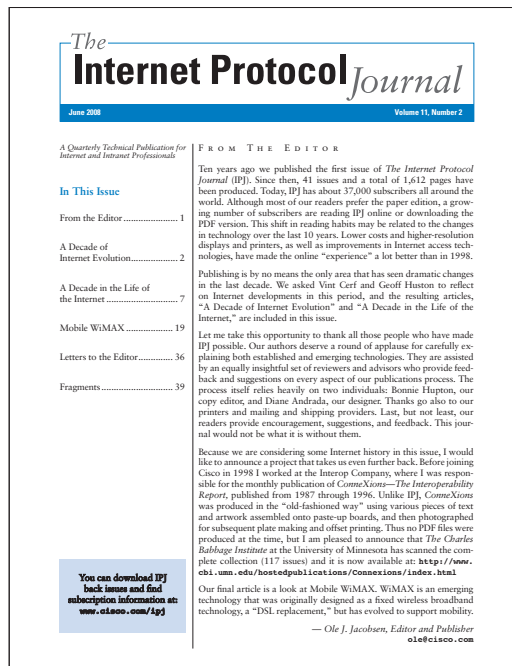 The
Internet Protocol Journal
June 2008
Volume 11, Number 2
A Quarterly Technical Publication for
Internet and Intranet Professionals
In This Issue
From the Editor ...................... 1
A Decade of
Internet Evolution................... 2
A Decade in the Life of
the Internet ............................. 7
Mobile WiMAX .................... 19
Letters to the Editor.............. 36
Fragments ............................. 39
You can download IPJ
back issues and find
subscription information at:
www.cisco.com/ipj
From The Editor
Ten years ago we published the first issue of The Internet Protocol
Journal (IPJ). Since then, 41 issues and a total of 1,612 pages have
been produced. Today, IPJ has about 37,000 subscribers all around the
world. Although most of our readers prefer the paper edition, a grow-
ing number of subscribers are reading IPJ online or downloading the
PDF version. This shift in reading habits may be related to the changes
in technology over the last 10 years. Lower costs and higher-resolution
displays and printers, as well as improvements in Internet access tech-
nologies, have made the online “experience” a lot better than in 1998.
Publishing is by no means the only area that has seen dramatic changes
in the last decade. We asked Vint Cerf and Geoff Huston to reflect
on Internet developments in this period, and the resulting articles,
“A Decade of Internet Evolution” and “A Decade in the Life of the
Internet,” are included in this issue.
Let me take this opportunity to thank all those people who have made
IPJ possible. Our authors deserve a round of applause for carefully ex-
plaining both established and emerging technologies. They are assisted
by an equally insightful set of reviewers and advisors who provide feed-
back and suggestions on every aspect of our publications process. The
process itself relies heavily on two individuals: Bonnie Hupton, our
copy editor, and Diane Andrada, our designer. Thanks go also to our
printers and mailing and shipping providers. Last, but not least, our
readers provide encouragement, suggestions, and feedback. This jour-
nal would not be what it is without them.
Because we are considering some Internet history in this issue, I would
like to announce a project that takes us even further back. Before joining
Cisco in 1998 I worked at the Interop Company, where I was respon-
sible for the monthly publication of ConneXions—The Interoperability
Report, published from 1987 through 1996. Unlike IPJ, ConneXions
was produced in the “old-fashioned way” using various pieces of text
and artwork assembled onto paste-up boards, and then photographed
for subsequent plate making and offset printing. Thus no PDF files were
produced at the time, but I am pleased to announce that The Charles
Babbage Institute at the University of Minnesota has scanned the com-
plete collection (117 issues) and it is now available at: http://www.
cbi.umn.edu/hostedpublications/Connexions/index.html
Our final article is a look at Mobile WiMAX. WiMAX is an emerging
technology that was originally designed as a fixed wireless broadband
technology, a “DSL replacement,” but has evolved to support mobility.
— Ole J. Jacobsen, Editor and Publisher
ole@cisco.com